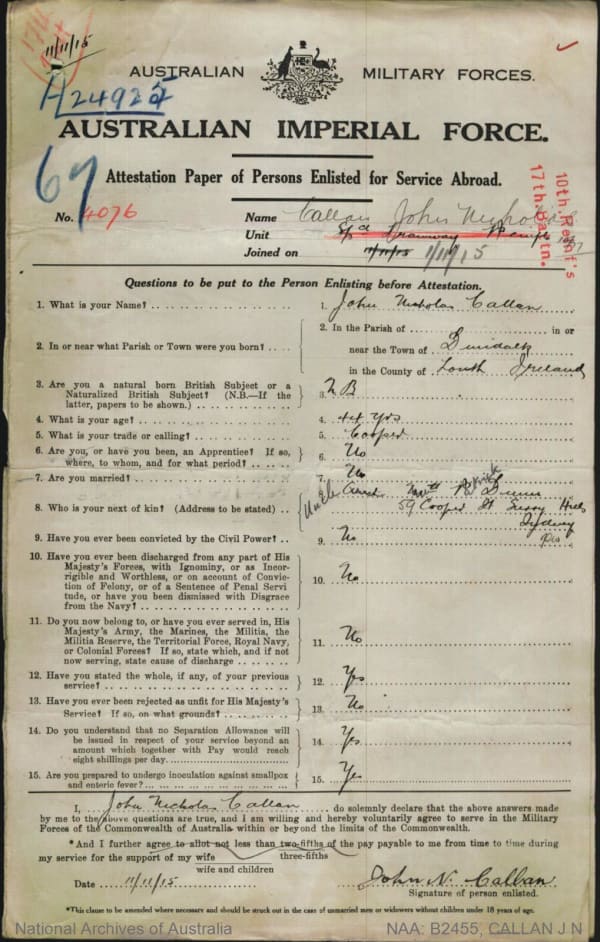 11/11/15
AUSTRALIAN MILITARY FORCES.
H24925
AUSTRALIAN IMPERIAL FORCE.
67
Attestation Paper of Persons Enlisted for Service Abroad.
10th Reinf's
17th Battn.
No. 4076
Name Callan John Nicholas
Unit Tramway
Joined on 11/11/15 1/11/15
Questions to be put to the Person Enlisting before Attestation.
1. What is your Name? 1. John Nicholas Callan
2. In or near what Parish or Town were you born? 2. In the Parish of in or
near the Town of Dundalk
in the County of Louth Ireland
3. Are you a natural born British Subject or a
Naturalized British Subject? (N.B.—If the
latter, papers to be shown.) 3. N B
4. What is your age? 4. Yrs
5. What is your trade or calling? 5. Cooper
6. Are you, or have you been, an Apprentice? If so,
where, to whom, and for what period? 6. No
7. Are you married? 7. No
8. Who is your next of kin? (Address to be stated) 8. Uncle Patrick Dunne
59 Cooper St Surry Hills
Sydney
9. Have you ever been convicted by the Civil Power? 9. No
10. Have you ever been discharged from any part of His
Majesty's Forces, with Ignominy, or as Incor-
rigible and Worthless, or on account of Convic-
tion of Felony, or of a Sentence of Penal Servi
tude, or have you been dismissed with Disgrace
from the Navy? 10. No
11. Do you now belong to, or have you ever served in, His
Majesty's Army, the Marines, the Militia, the
Militia Reserve, the Territorial Force, Royal Navy,
or Colonial Forces? If so, state which, and if not
now serving, state cause of discharge 11. No
12. Have you stated the whole, if any, of your previous
service? 12. Yes
13. Have you ever been rejected as unfit for His Majesty's
Service? If so, on what grounds? 13. No
14. Do you understand that no Separation Allowance will
be issued in respect of your service beyond an
amount which together with Pay would reach
eight shillings per day. 14. Yes
15. Are you prepared to undergo inoculation against smallpox
and enteric fever? 15. Yes
I, John Nicholas Callan do solemnly declare that the above answers made
by me to the above questions are true, and I am willing and hereby voluntarily agree to serve in the Military
Forces of the Commonwealth of Australia within or beyond the limits of the Commonwealth.
*And I further agree to allot not less than two-fifths of the pay payable to me from time to time during
three-fifths
my service for the support of my wife
wife and children
Date 11/11/15 John N. Callan
Signature of person enlisted.
*This clause to be amended where necessary and should be struck out in the case of unmarried men or widowers without children under 18 years of age.
National Archives of Australia NAA: B2455, CALLAN J N